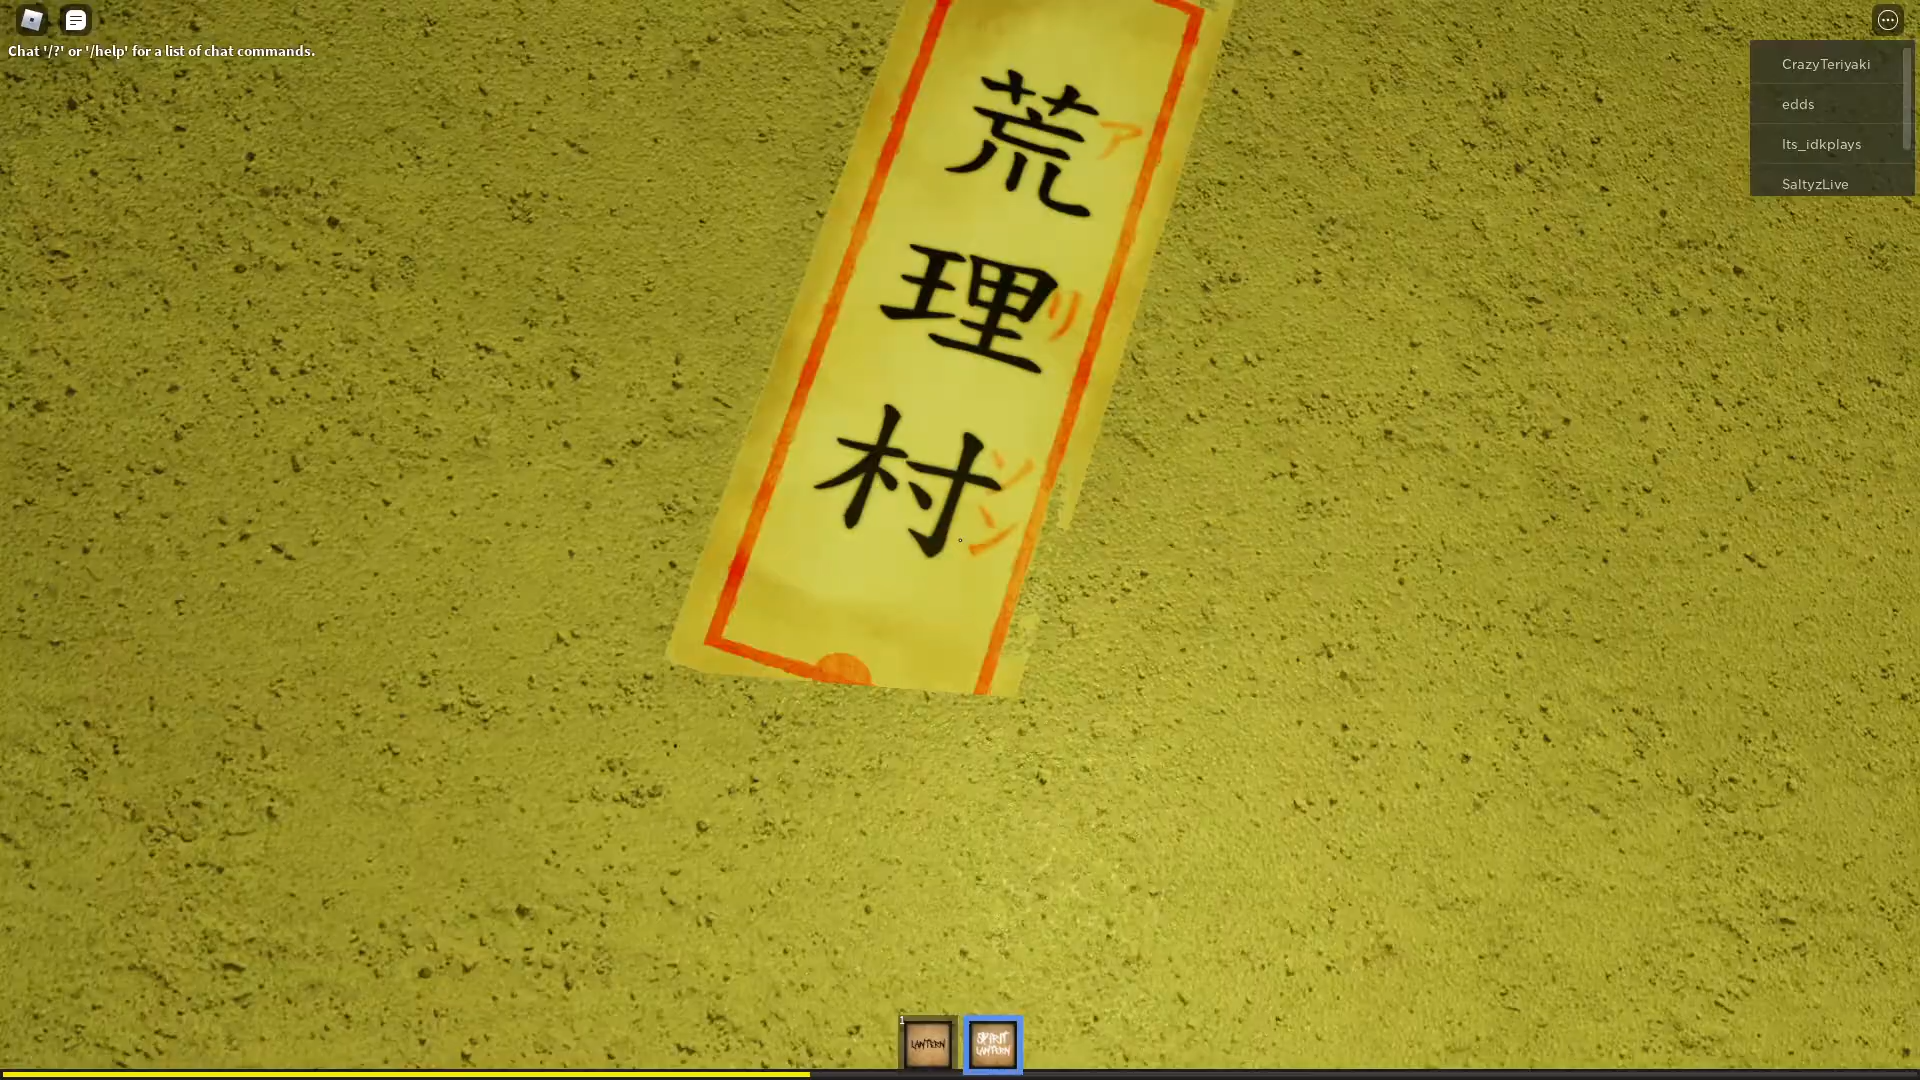 Chat '/?' or '/help' for a list of chat commands.
CrazyTeriyaki
edds
Its_idkplays
SaltyzLive
荒理村
アリソン
1
LANTERN
SPIRIT
LANTERN